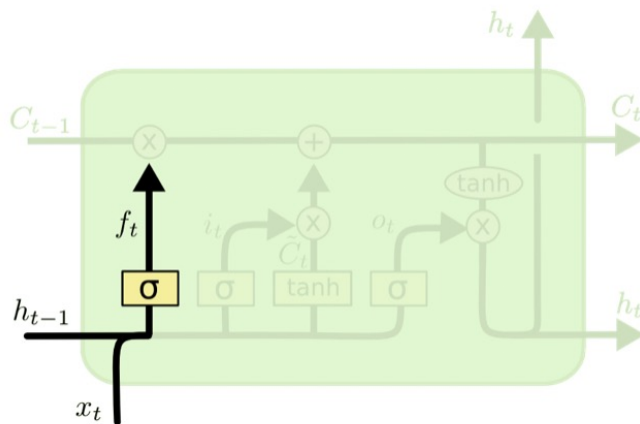 h_t
C_{t-1} x + C_t
tanh
f_t i_t x o_t x
C̃_t
σ σ tanh σ
h_{t-1} h_t
x_t